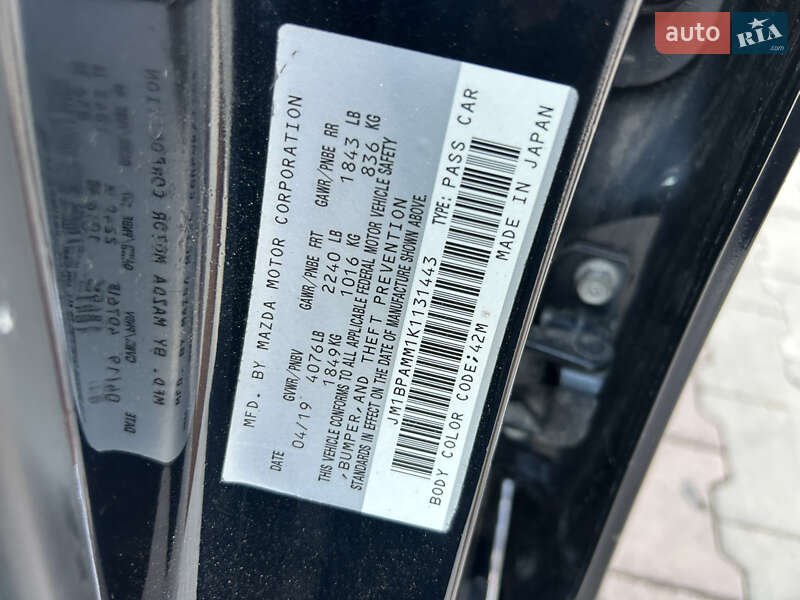 auto RIA .com
MFD. BY MAZDA MOTOR CORPORATION
DATE GVWR/PNBV GAWR/PNBE FRT GAWR/PNBE RR
04/19 4076LB 2240 LB 1843 LB
1849KG 1016 KG 836 KG
THIS VEHICLE CONFORMS TO ALL APPLICABLE FEDERAL MOTOR VEHICLE SAFETY
,BUMPER,AND THEFT PREVENTION
STANDARDS IN EFFECT ON THE DATE OF MANUFACTURE SHOWN ABOVE.
JM1BPAMM1K1131443 TYPE: PASS CAR
BODY COLOR CODE;42M MADE IN JAPAN